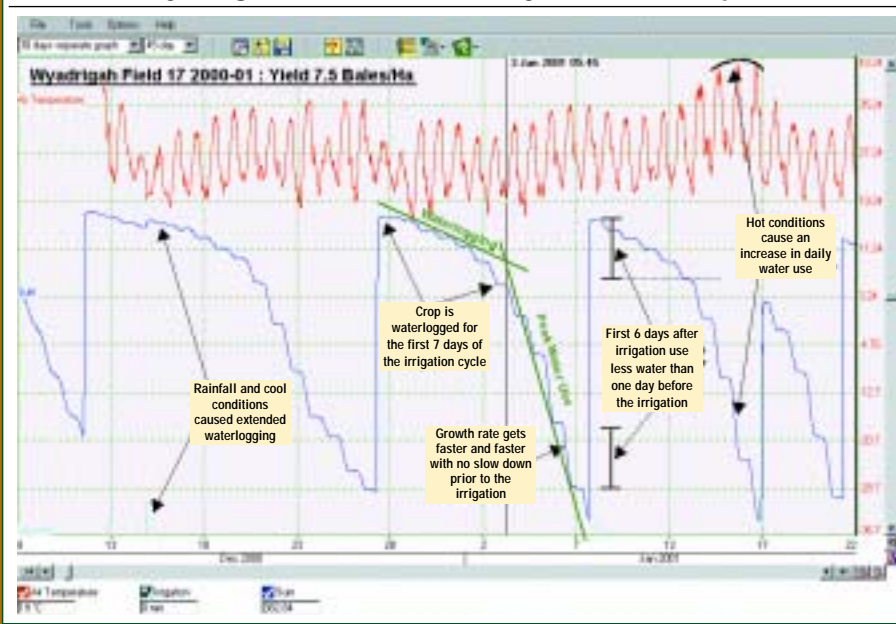 File Tools Options Help
Wyadrigah Field 17 2000-01 : Yield 7.5 Bales/Ha
3 Jan 2001 05:45
Air Temperature
Waterlogging
Peak Water Use
Hot conditions
cause an
increase in daily
water use
Crop is
waterlogged for
the first 7 days of
the irrigation cycle
First 6 days after
irrigation use
less water than
one day before
the irrigation
Rainfall and cool
conditions
caused extended
waterlogging
Growth rate gets
faster and faster
with no slow down
prior to the
irrigation
13 18 23 28 2 7 12 17 22
Dec 2000 Jan 2001
Air Temperature Irrigation Sum